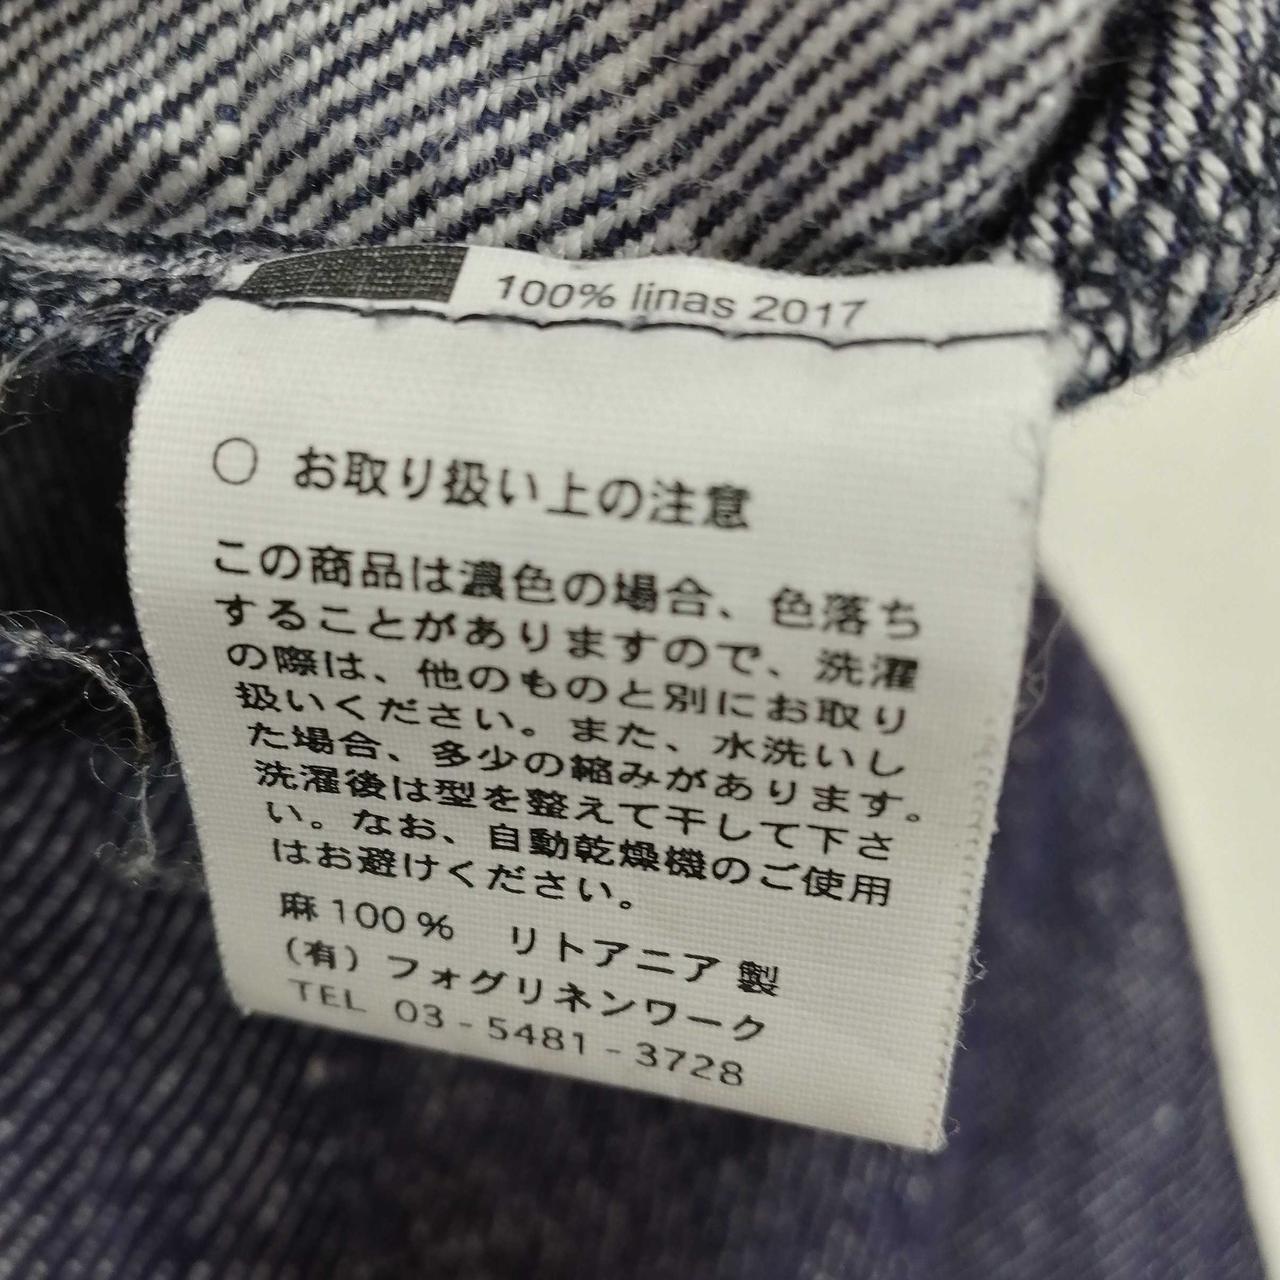 100% linas 2017
○ お取り扱い上の注意
この商品は濃色の場合、色落ち
することがありますので、洗濯
の際は、他のものと別にお取り
扱いください。また、水洗いし
た場合、多少の縮みがあります。
洗濯後は型を整えて干して下さ
い。なお、自動乾燥機のご使用
はお避けください。
麻100% リトアニア製
(有)フォグリネンワーク
TEL 03-5481-3728